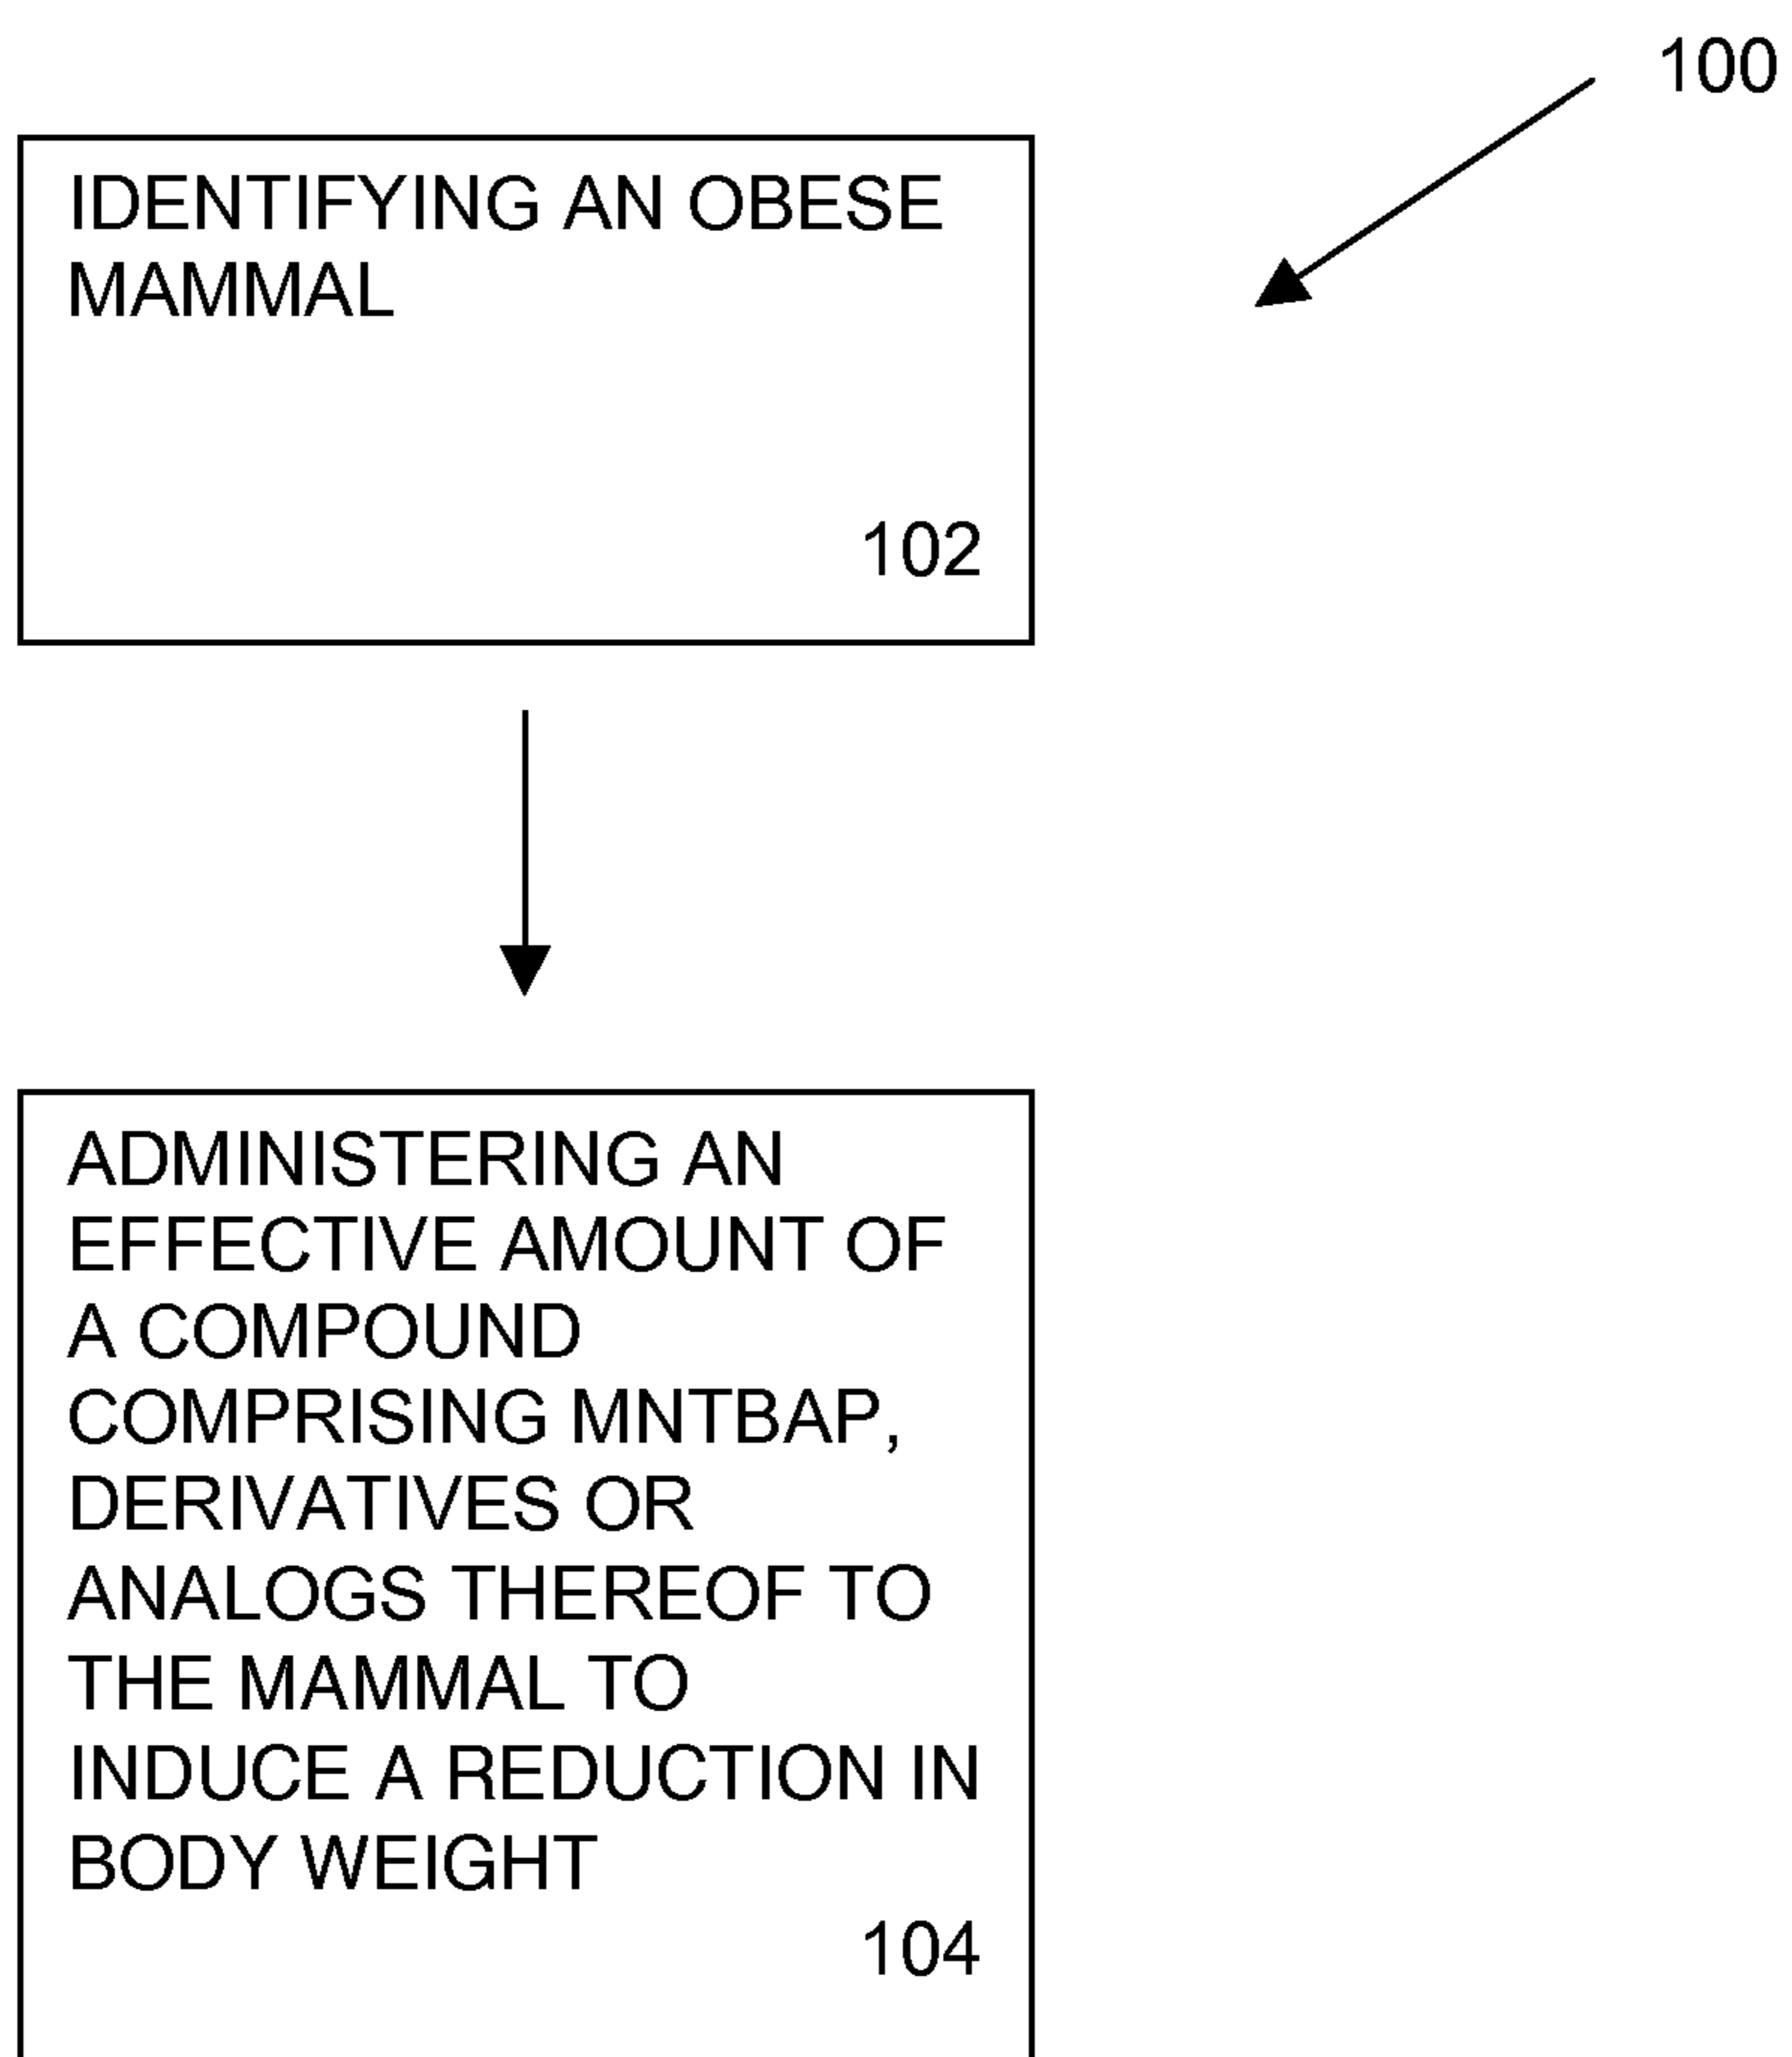 100
IDENTIFYING AN OBESE
MAMMAL
102
ADMINISTERING AN
EFFECTIVE AMOUNT OF
A COMPOUND
COMPRISING MNTBAP,
DERIVATIVES OR
ANALOGS THEREOF TO
THE MAMMAL TO
INDUCE A REDUCTION IN
BODY WEIGHT
104